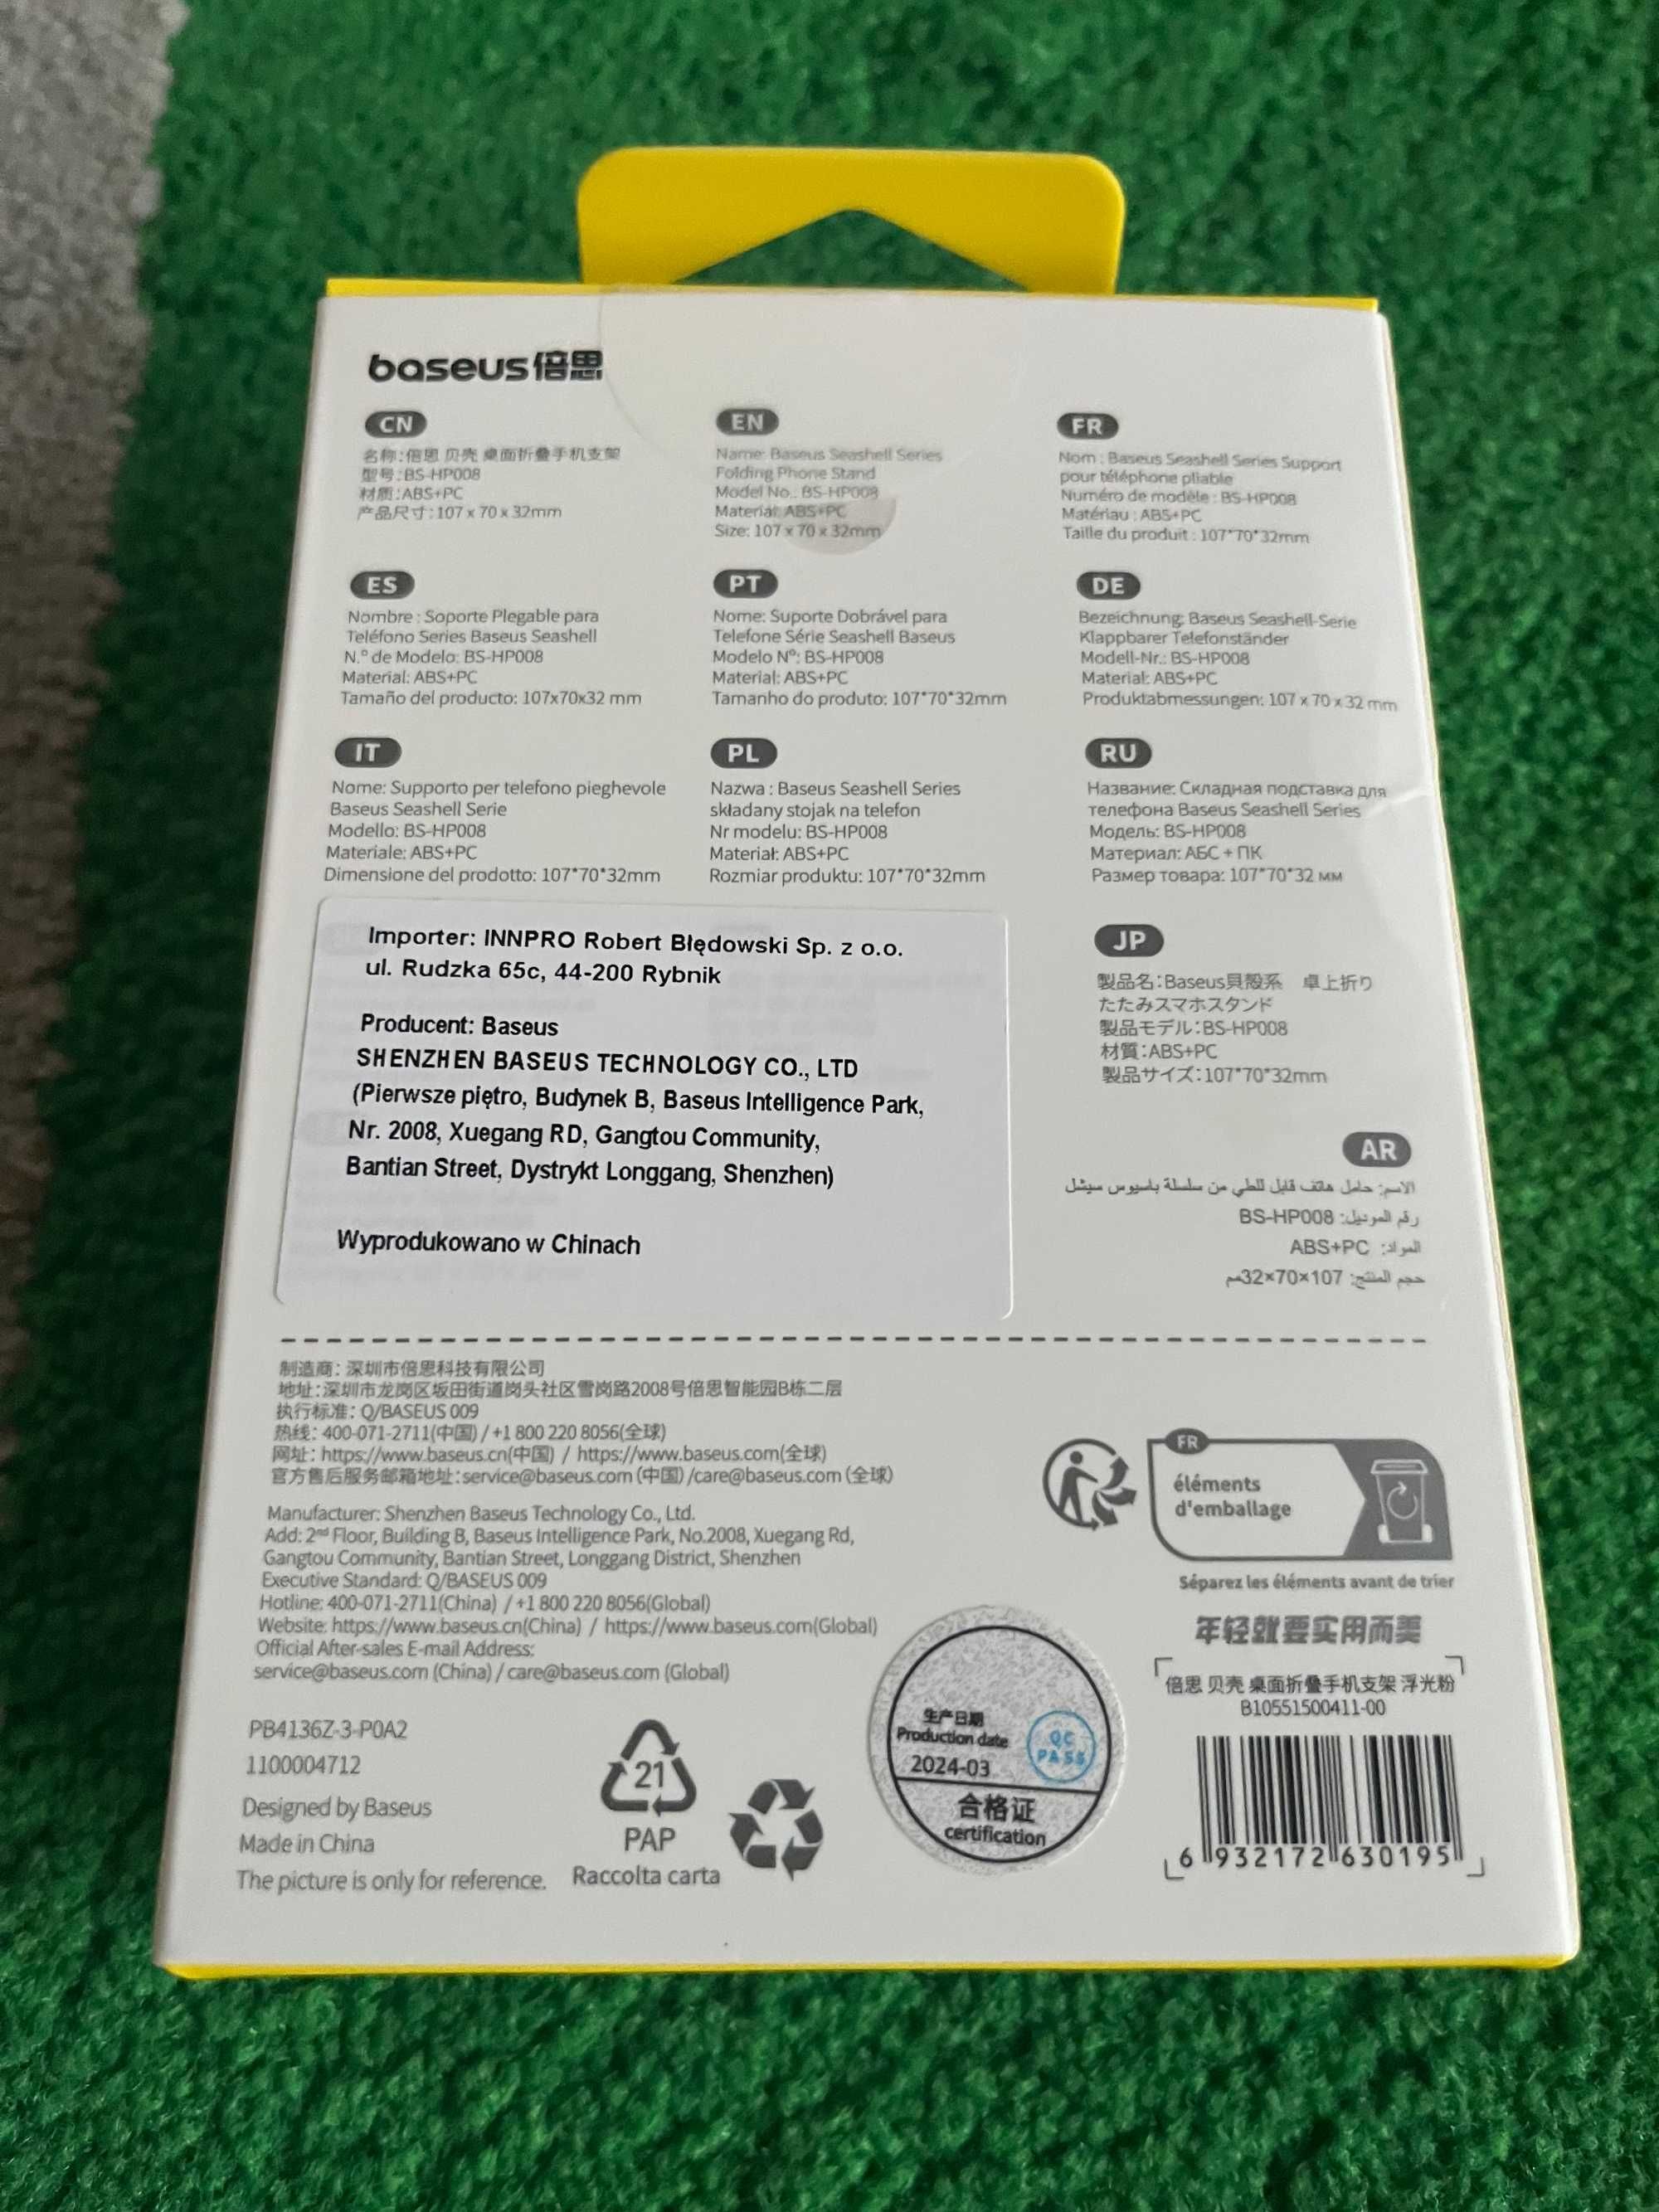 baseus倍思
CN
名称:倍思 贝壳 桌面折叠手机支架
型号:BS-HP008
材质:ABS+PC
产品尺寸:107 x 70 x 32mm
EN
Name: Baseus Seashell Series
Folding Phone Stand
Model No.: BS-HP008
Material: ABS+PC
Size: 107 x 70 x 32mm
FR
Nom : Baseus Seashell Series Support
pour téléphone pliable
Numéro de modèle : BS-HP008
Matériau : ABS+PC
Taille du produit : 107*70*32mm
ES
Nombre : Soporte Plegable para
Teléfono Series Baseus Seashell
N.° de Modelo: BS-HP008
Material: ABS+PC
Tamaño del producto: 107x70x32 mm
PT
Nome: Suporte Dobrável para
Telefone Série Seashell Baseus
Modelo Nº: BS-HP008
Material: ABS+PC
Tamanho do produto: 107*70*32mm
DE
Bezeichnung: Baseus Seashell-Serie
Klappbarer Telefonständer
Modell-Nr.: BS-HP008
Material: ABS+PC
Produktabmessungen: 107 x 70 x 32 mm
IT
Nome: Supporto per telefono pieghevole
Baseus Seashell Serie
Modello: BS-HP008
Materiale: ABS+PC
Dimensione del prodotto: 107*70*32mm
PL
Nazwa : Baseus Seashell Series
składany stojak na telefon
Nr modelu: BS-HP008
Materiał: ABS+PC
Rozmiar produktu: 107*70*32mm
RU
Название: Складная подставка для
телефона Baseus Seashell Series
Модель: BS-HP008
Материал: АБС + ПК
Размер товара: 107*70*32 мм
Importer: INNPRO Robert Błędowski Sp. z o.o.
ul. Rudzka 65c, 44-200 Rybnik
Producent: Baseus
SHENZHEN BASEUS TECHNOLOGY CO., LTD
(Pierwsze piętro, Budynek B, Baseus Intelligence Park,
Nr. 2008, Xuegang RD, Gangtou Community,
Bantian Street, Dystrykt Longgang, Shenzhen)
Wyprodukowano w Chinach
JP
製品名:Baseus貝殻系 卓上折り
たたみスマホスタンド
製品モデル:BS-HP008
材質:ABS+PC
製品サイズ:107*70*32mm
AR
الاسم: حامل هاتف قابل للطي من سلسلة باسيوس سيشل
رقم الموديل: BS-HP008
المواد: ABS+PC
حجم المنتج: 107×70×32مم
制造商: 深圳市倍思科技有限公司
地址:深圳市龙岗区坂田街道岗头社区雪岗路2008号倍思智能园B栋二层
执行标准: Q/BASEUS 009
热线: 400-071-2711(中国) / +1 800 220 8056(全球)
网址: https://www.baseus.cn(中国) / https://www.baseus.com(全球)
官方售后服务邮箱地址:service@baseus.com (中国) /care@baseus.com (全球)
Manufacturer: Shenzhen Baseus Technology Co., Ltd.
Add: 2nd Floor, Building B, Baseus Intelligence Park, No.2008, Xuegang Rd,
Gangtou Community, Bantian Street, Longgang District, Shenzhen
Executive Standard: Q/BASEUS 009
Hotline: 400-071-2711(China) / +1 800 220 8056(Global)
Website: https://www.baseus.cn(China) / https://www.baseus.com(Global)
Official After-sales E-mail Address:
service@baseus.com (China) / care@baseus.com (Global)
FR
éléments
d'emballage
Séparez les éléments avant de trier
年轻就要实用而美
倍思 贝壳 桌面折叠手机支架 浮光粉
B10551500411-00
6 932172 630195
生产日期
Production date
2024-03
QC
PASS
合格证
certification
PB4136Z-3-P0A2
1100004712
Designed by Baseus
Made in China
The picture is only for reference.
21
PAP
Raccolta carta